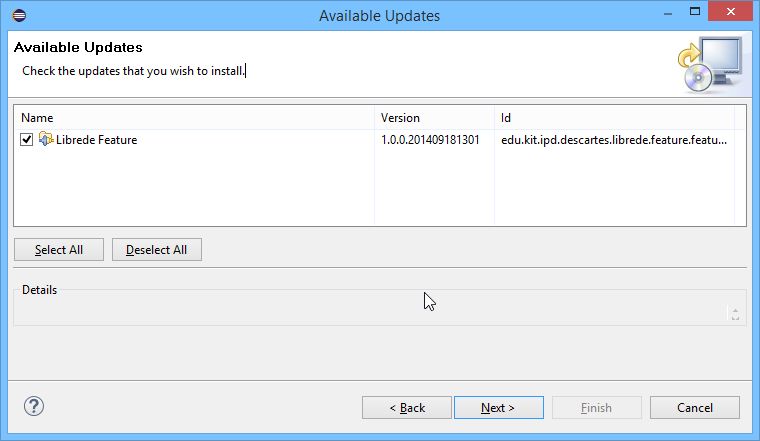 Available Updates
Available Updates
Check the updates that you wish to install.
Name Version Id
Librede Feature 1.0.0.201409181301 edu.kit.ipd.descartes.librede.feature.featu...
Select All Deselect All
Details
? < Back Next > Finish Cancel